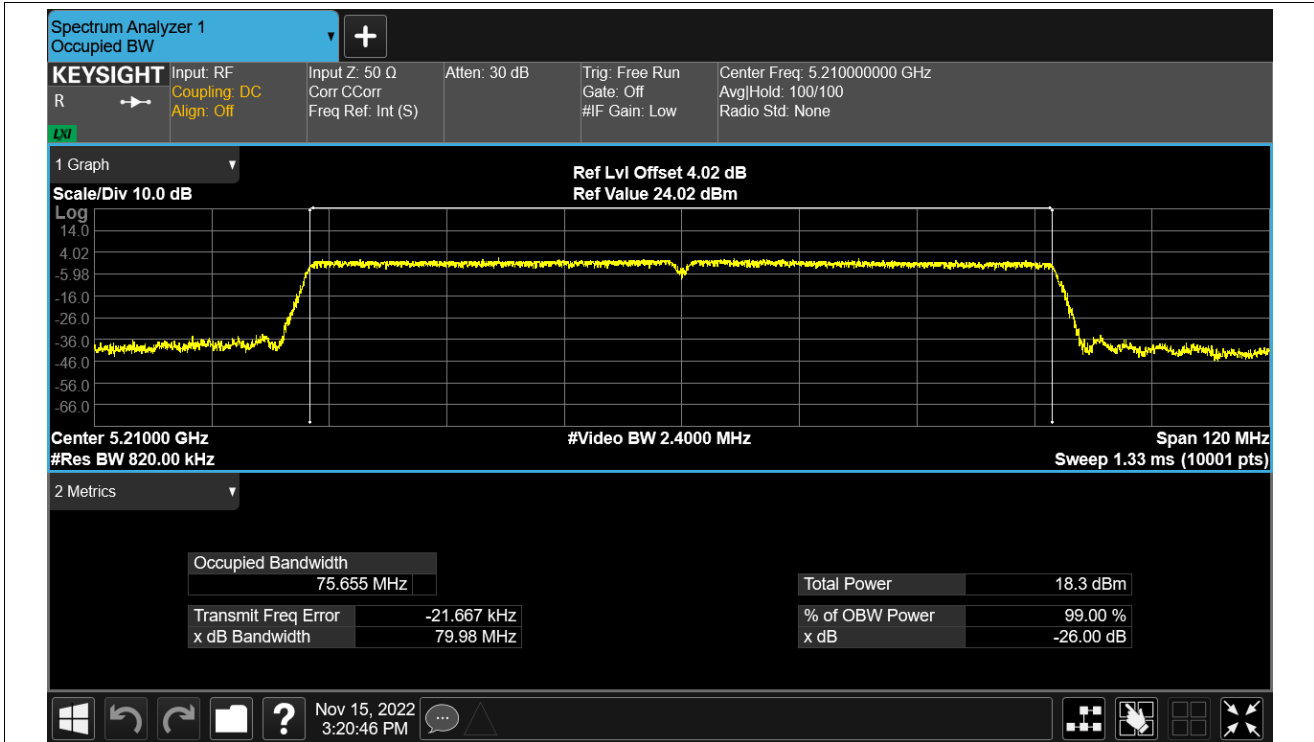 Spectrum Analyzer 1
Occupied BW
KEYSIGHT
R
LXI
Input: RF
Coupling: DC
Align: Off
Input Z: 50 Ω
Corr CCorr
Freq Ref: Int (S)
Atten: 30 dB
Trig: Free Run
Gate: Off
#IF Gain: Low
Center Freq: 5.210000000 GHz
Avg|Hold: 100/100
Radio Std: None
1 Graph
Scale/Div 10.0 dB
Ref Lvl Offset 4.02 dB
Ref Value 24.02 dBm
Log
14.0
4.02
-5.98
-16.0
-26.0
-36.0
-46.0
-56.0
-66.0
Center 5.21000 GHz
#Res BW 820.00 kHz
#Video BW 2.4000 MHz
Span 120 MHz
Sweep 1.33 ms (10001 pts)
2 Metrics
Occupied Bandwidth
75.655 MHz
Transmit Freq Error -21.667 kHz
x dB Bandwidth 79.98 MHz
Total Power 18.3 dBm
% of OBW Power 99.00 %
x dB -26.00 dB
?
Nov 15, 2022
3:20:46 PM